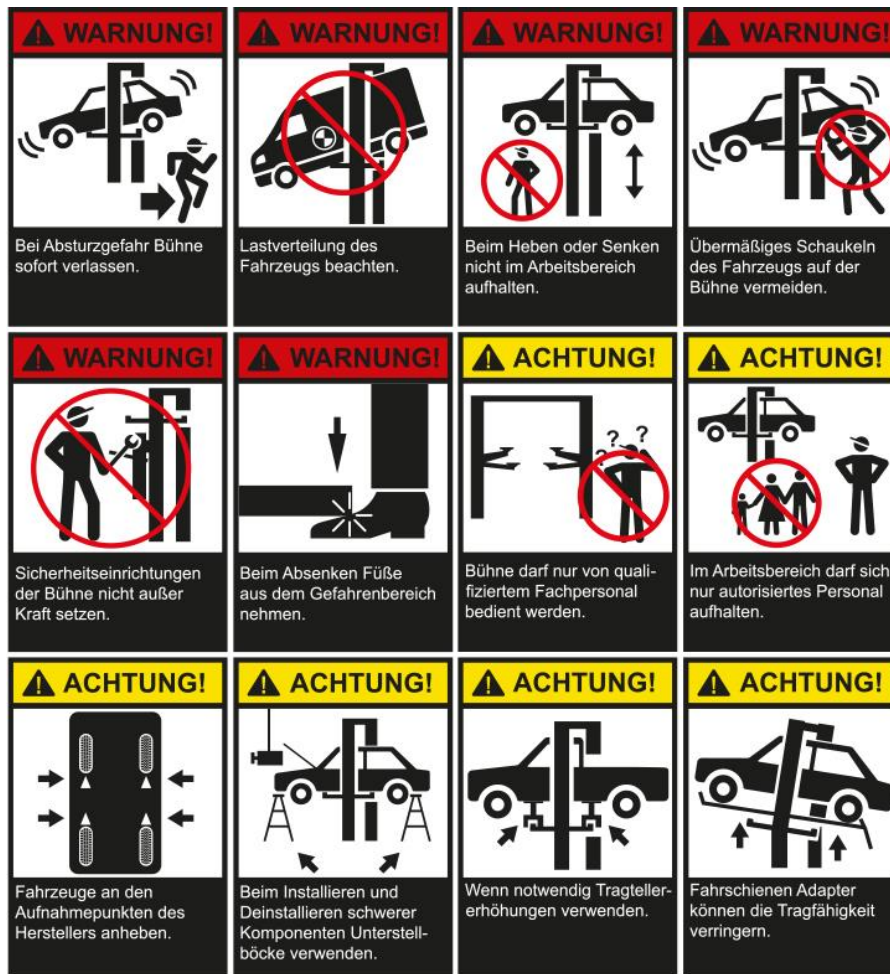 WARNUNG!
Bei Absturzgefahr Bühne
sofort verlassen.
WARNUNG!
Lastverteilung des
Fahrzeugs beachten.
WARNUNG!
Beim Heben oder Senken
nicht im Arbeitsbereich
aufhalten.
WARNUNG!
Übermäßiges Schaukeln
des Fahrzeugs auf der
Bühne vermeiden.
WARNUNG!
Sicherheitseinrichtungen
der Bühne nicht außer
Kraft setzen.
WARNUNG!
Beim Absenken Füße
aus dem Gefahrenbereich
nehmen.
ACHTUNG!
? ? ?
Bühne darf nur von quali-
fiziertem Fachpersonal
bedient werden.
ACHTUNG!
Im Arbeitsbereich darf sich
nur autorisiertes Personal
aufhalten.
ACHTUNG!
Fahrzeuge an den
Aufnahmepunkten des
Herstellers anheben.
ACHTUNG!
Beim Installieren und
Deinstallieren schwerer
Komponenten Unterstell-
böcke verwenden.
ACHTUNG!
Wenn notwendig Tragteller-
erhöhungen verwenden.
ACHTUNG!
Fahrschienen Adapter
können die Tragfähigkeit
verringern.